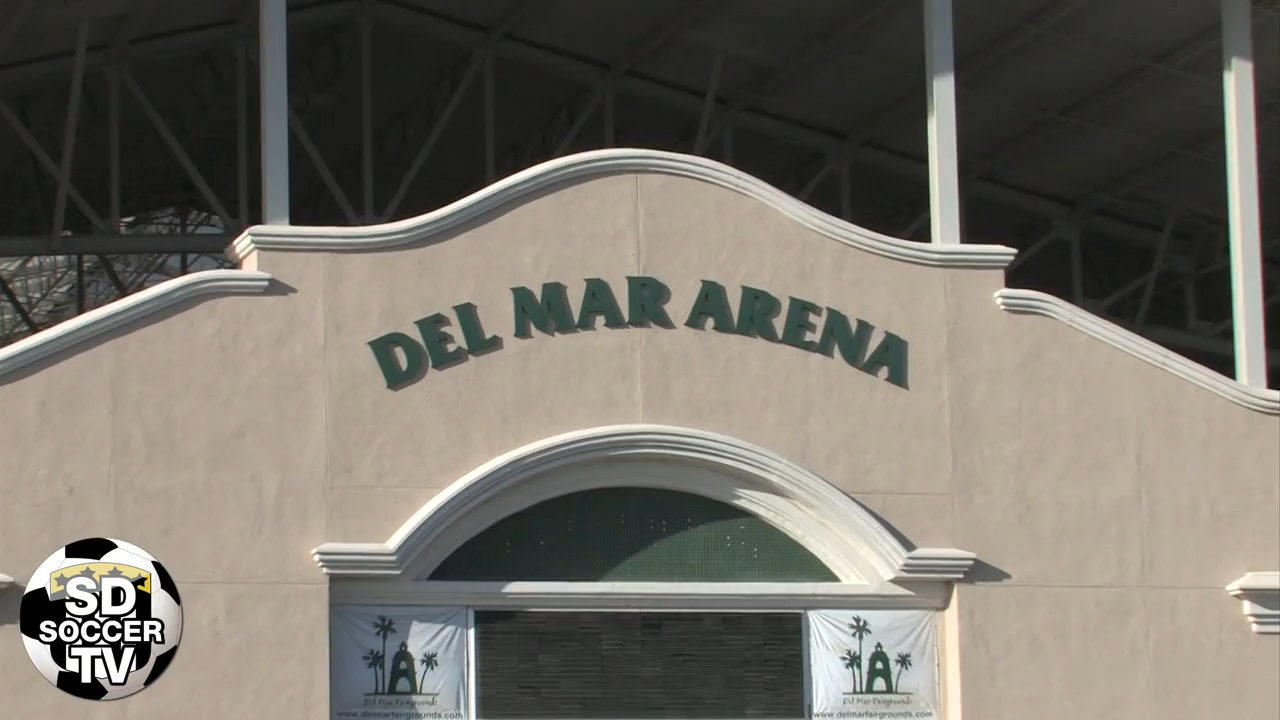 DEL MAR ARENA
SD
SOCCER
TV
Del Mar Fairgrounds
www.delmarfairgrounds.com
Del Mar Fairgrounds
www.delmarfairgrounds.com